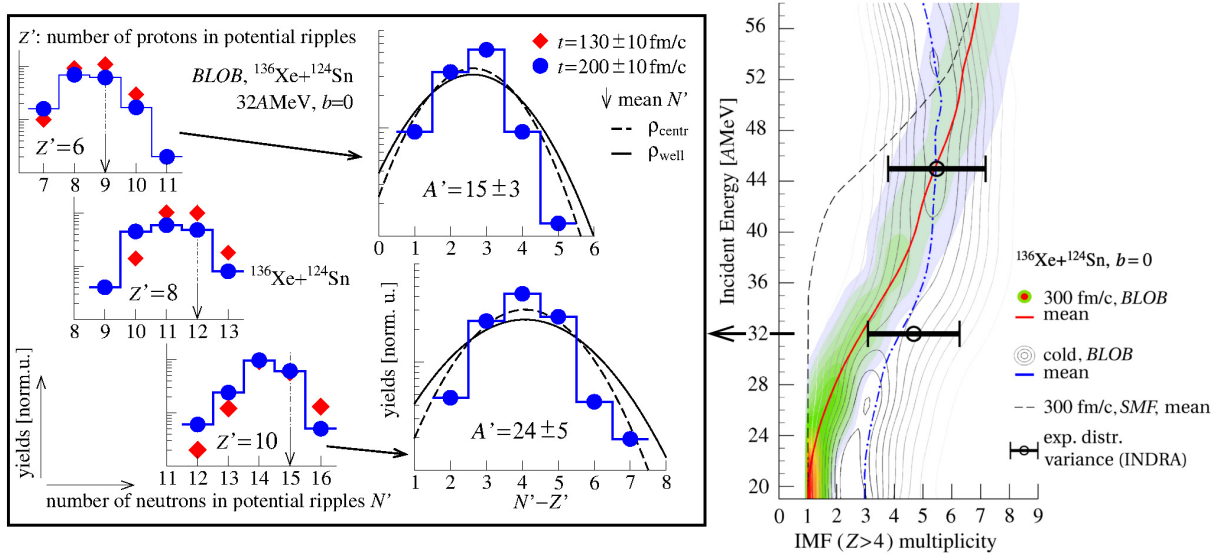 Z': number of protons in potential ripples
BLOB, ¹³⁶Xe+¹²⁴Sn
32AMeV, b=0
Z'=6
7 8 9 10 11
Z'=8
¹³⁶Xe+¹²⁴Sn
8 9 10 11 12 13
Z'=10
11 12 13 14 15 16
yields [norm.u.]
number of neutrons in potential ripples N'
t=130±10fm/c
t=200±10fm/c
mean N'
ρcentr
ρwell
A'=15±3
0 1 2 3 4 5 6
yields [norm. u.]
A'=24±5
1 2 3 4 5 6 7 8
N'−Z'
Incident Energy [AMeV]
56
52
48
44
40
36
32
28
24
20
0 1 2 3 4 5 6 7 8 9
IMF (Z>4) multiplicity
¹³⁶Xe+¹²⁴Sn, b=0
300 fm/c, BLOB
mean
cold, BLOB
mean
300 fm/c, SMF, mean
exp. distr.
variance (INDRA)